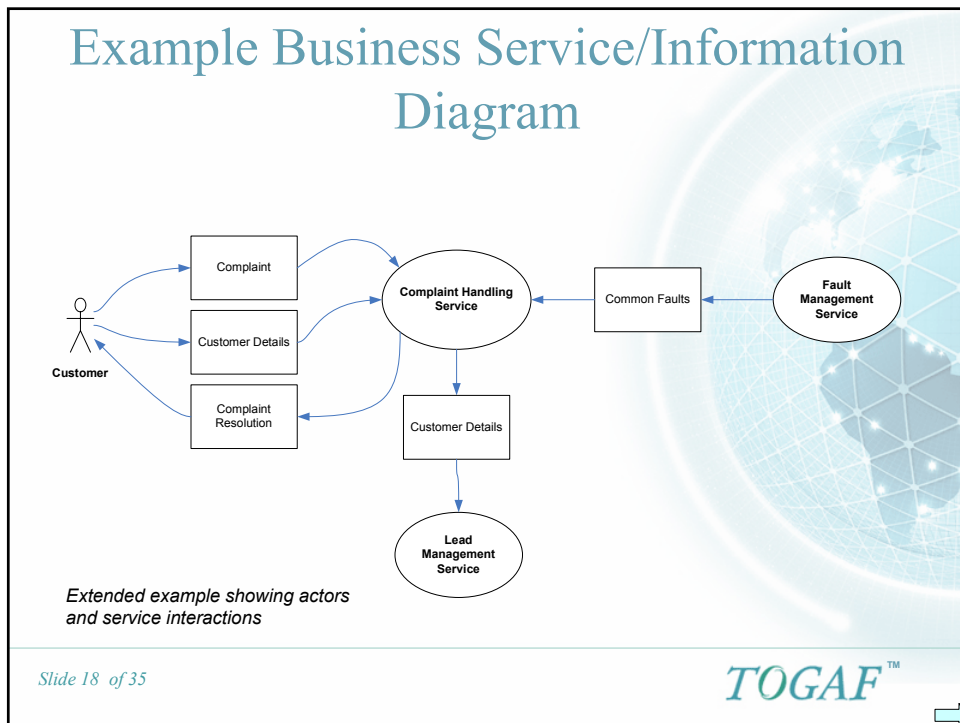 Example Business Service/Information
Diagram
Complaint
Customer Details
Complaint
Resolution
Customer
Complaint Handling
Service
Common Faults
Fault
Management
Service
Customer Details
Lead
Management
Service
Extended example showing actors
and service interactions
Slide 18 of 35
TOGAF™